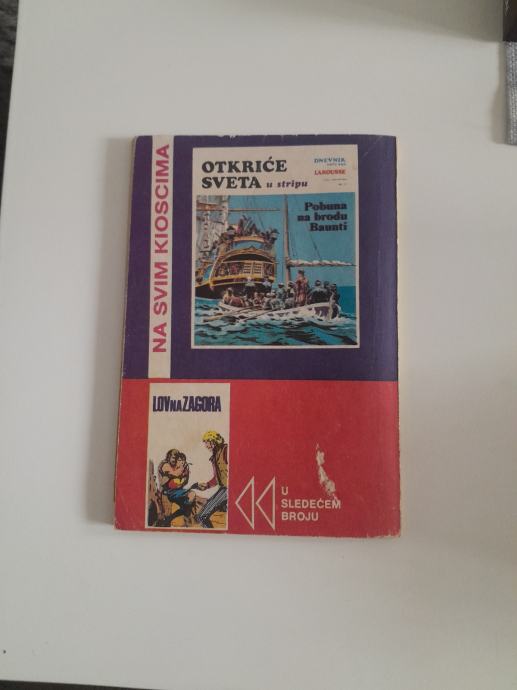 NA SVIM KIOSCIMA
OTKRIĆE
SVETA u stripu
DNEVNIK
LAROUSSE
Pobuna
na brodu
Baunti
LOV NA ZAGORA
U
SLEDEĆEM
BROJU